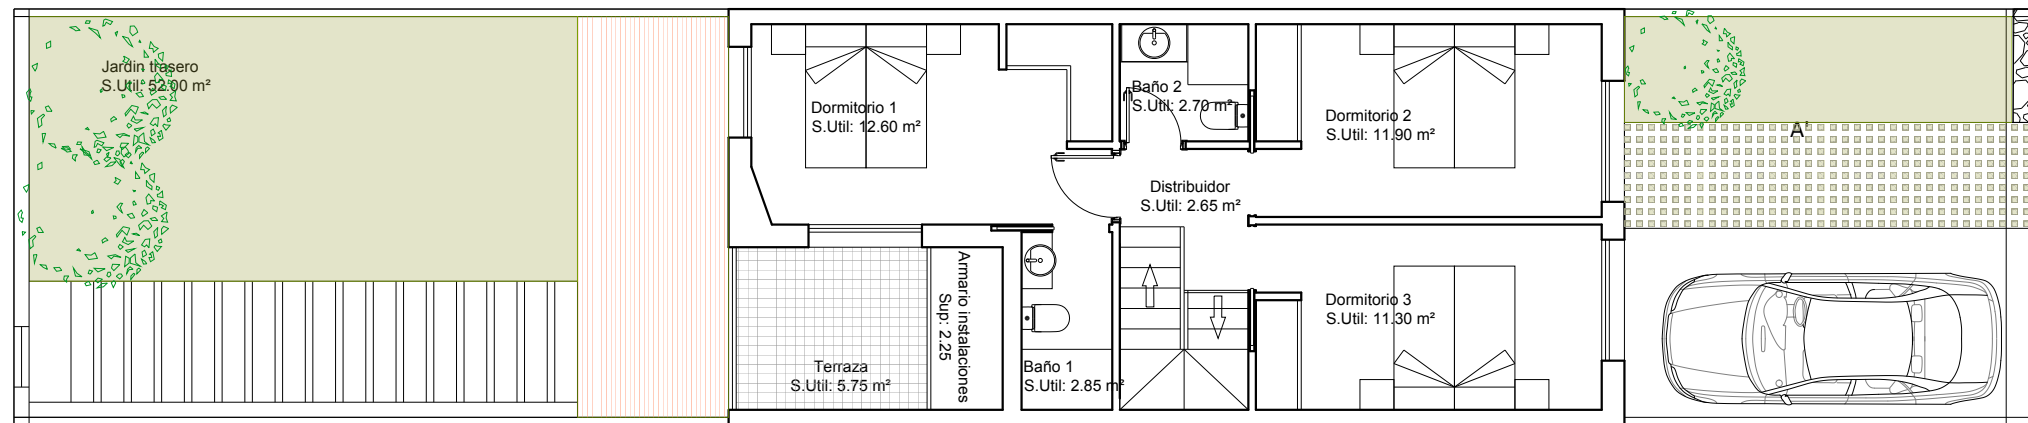 Jardin trasero
S.Util: 52.00 m²
Dormitorio 1
S.Util: 12.60 m²
Baño 2
S.Util: 2.70 m²
Dormitorio 2
S.Util: 11.90 m²
A'
Distribuidor
S.Util: 2.65 m²
Armario instalaciones
Sup: 2.25
Dormitorio 3
S.Util: 11.30 m²
Terraza
S.Util: 5.75 m²
Baño 1
S.Util: 2.85 m²